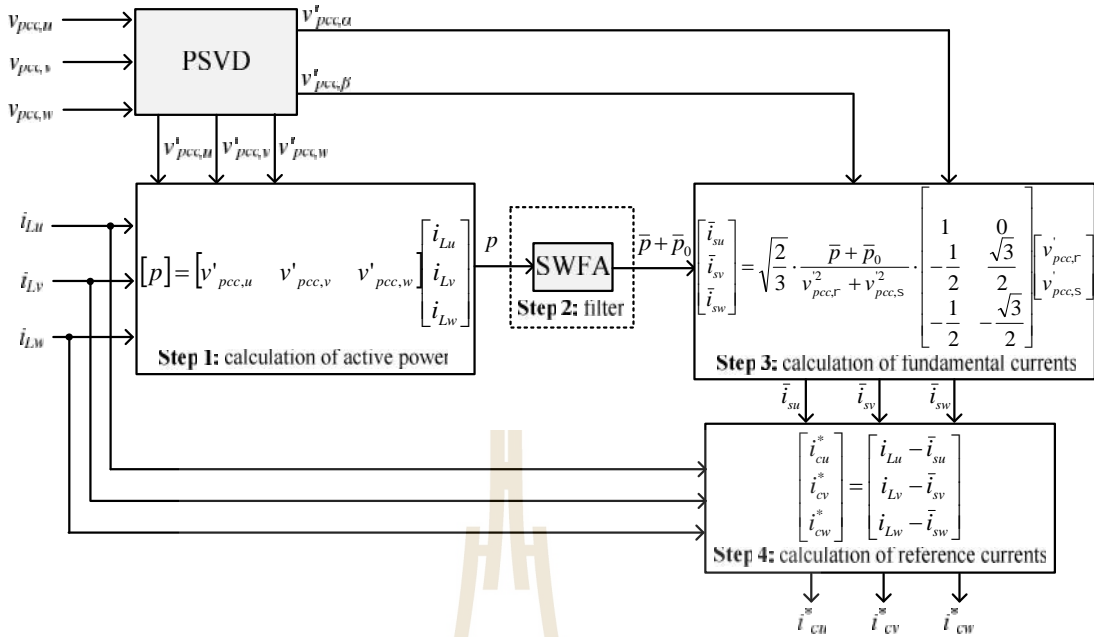 v_pcc,u
v_pcc,v
v_pcc,w
PSVD
v'_pcc,α
v'_pcc,β
v'_pcc,u v'_pcc,v v'_pcc,w
i_Lu
i_Lv
i_Lw
[p] = [v'_pcc,u v'_pcc,v v'_pcc,w] [i_Lu i_Lv i_Lw]
Step 1: calculation of active power
p
SWFA
Step 2: filter
p̄ + p̄_0
[ī_su ī_sv ī_sw] = √(2/3) · (p̄ + p̄_0)/(v'^2_pcc,r + v'^2_pcc,s) · [1 0; -1/2 √3/2; -1/2 -√3/2] [v'_pcc,r v'_pcc,s]
Step 3: calculation of fundamental currents
ī_su ī_sv ī_sw
[i*_cu i*_cv i*_cw] = [i_Lu − ī_su i_Lv − ī_sv i_Lw − ī_sw]
Step 4: calculation of reference currents
i*_cu i*_cv i*_cw